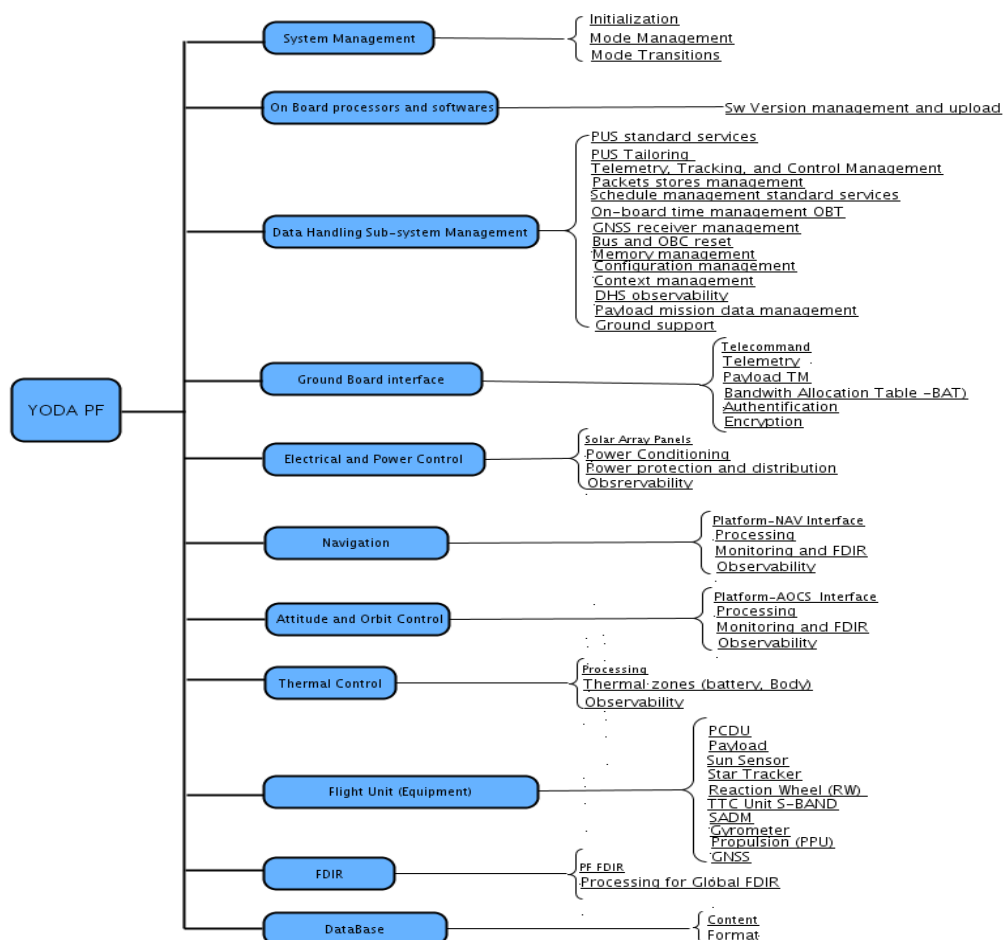 YODA PF
System Management
Initialization
Mode Management
Mode Transitions
On Board processors and softwares
Sw Version management and upload
Data Handling Sub-system Management
PUS standard services
PUS Tailoring
Telemetry, Tracking, and Control Management
Packets stores management
Schedule management standard services
On-board time management OBT
GNSS receiver management
Bus and OBC reset
Memory management
Configuration management
Context management
DHS observability
Payload mission data management
Ground support
Ground Board interface
Telecommand
Telemetry
Payload TM
Bandwith Allocation Table -BAT)
Authentification
Encryption
Electrical and Power Control
Solar Array Panels
Power Conditioning
Power protection and distribution
Obsrervability
Navigation
Platform-NAV Interface
Processing
Monitoring and FDIR
Observability
Attitude and Orbit Control
Platform-AOCS Interface
Processing
Monitoring and FDIR
Observability
Thermal Control
Processing
Thermal zones (battery, Body)
Observability
Flight Unit (Equipment)
PCDU
Payload
Sun Sensor
Star Tracker
Reaction Wheel (RW)
TTC Unit S-BAND
SADM
Gyrometer
Propulsion (PPU)
GNSS
FDIR
PF FDIR
Processing for Global FDIR
DataBase
Content
Format